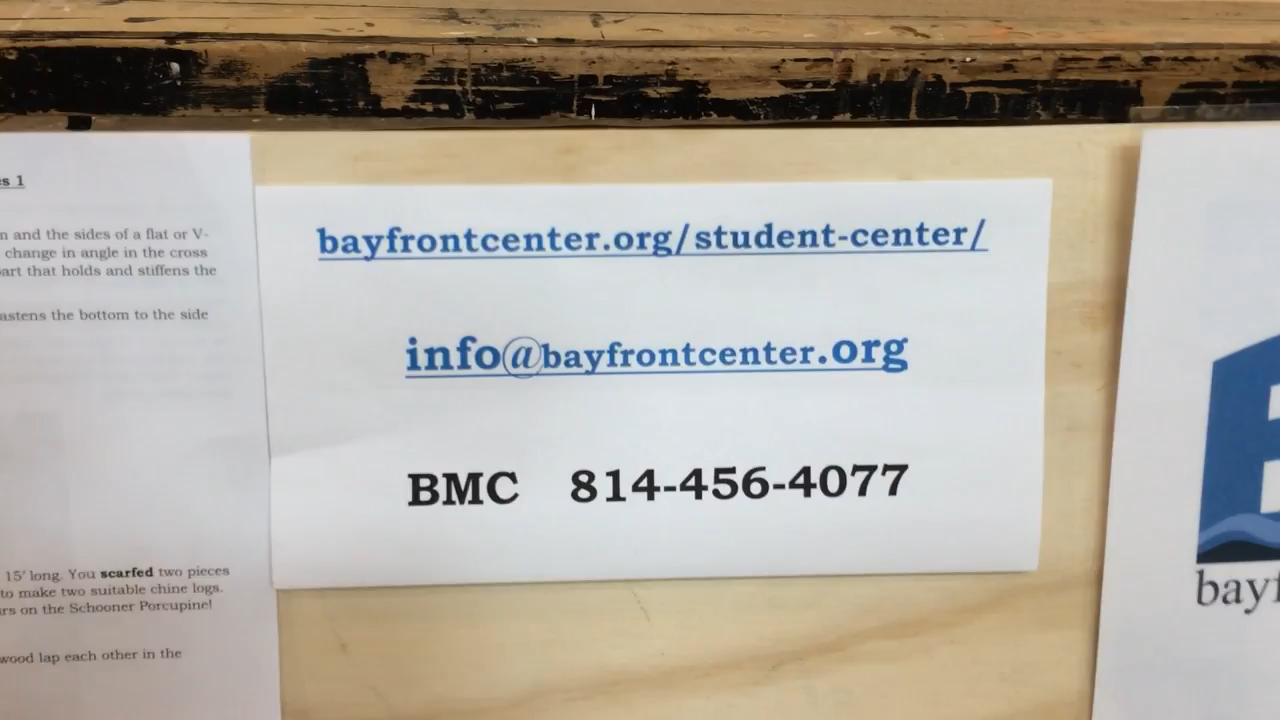 s 1
n and the sides of a flat or V-
change in angle in the cross
art that holds and stiffens the
astens the bottom to the side
15' long. You scarfed two pieces
to make two suitable chine logs.
rs on the Schooner Porcupine!
wood lap each other in the
bayfrontcenter.org/student-center/
info@bayfrontcenter.org
BMC 814-456-4077
bayf